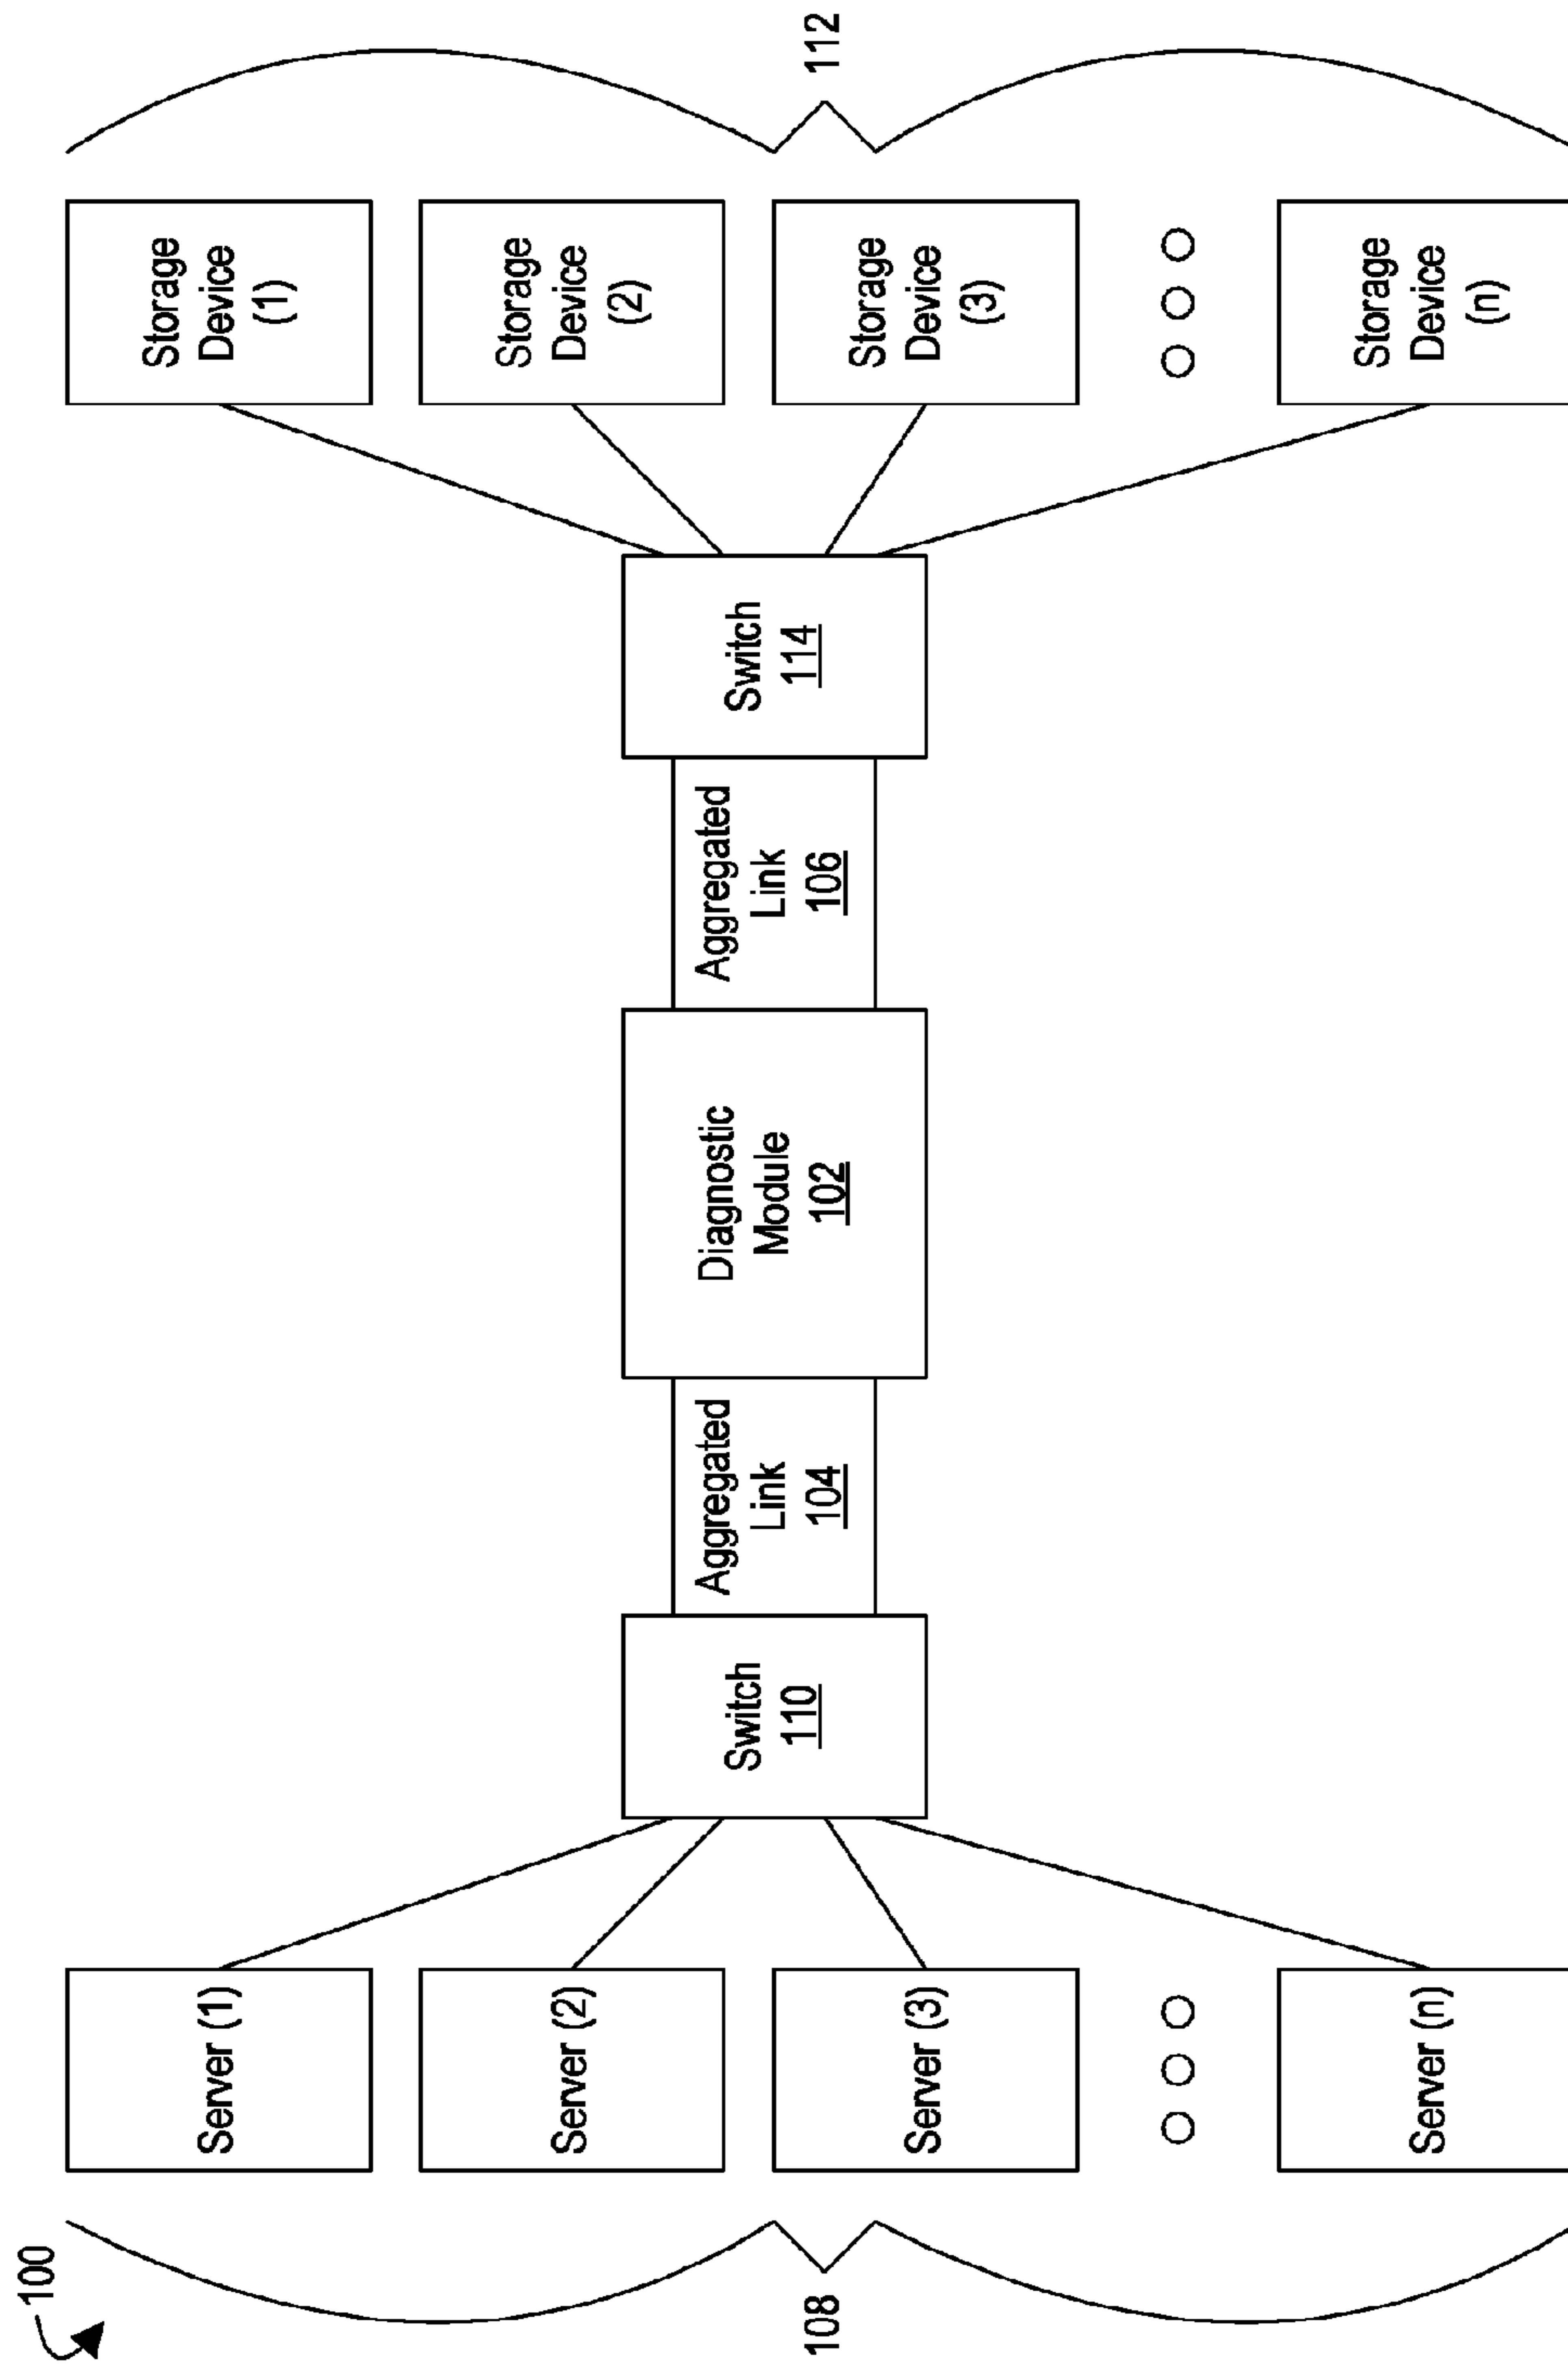 100
Server (1)
Server (2)
Server (3)
Server (n)
108
Switch
110
Aggregated
Link
104
Diagnostic
Module
102
Aggregated
Link
106
Switch
114
Storage
Device
(1)
Storage
Device
(2)
Storage
Device
(3)
Storage
Device
(n)
112